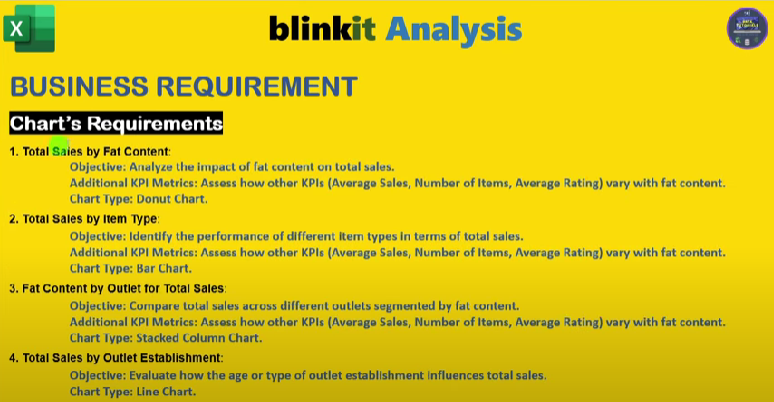 X
blinkit Analysis
BUSINESS REQUIREMENT
Chart's Requirements
1. Total Sales by Fat Content:
Objective: Analyze the impact of fat content on total sales.
Additional KPI Metrics: Assess how other KPIs (Average Sales, Number of Items, Average Rating) vary with fat content.
Chart Type: Donut Chart.
2. Total Sales by Item Type:
Objective: Identify the performance of different item types in terms of total sales.
Additional KPI Metrics: Assess how other KPIs (Average Sales, Number of Items, Average Rating) vary with fat content.
Chart Type: Bar Chart.
3. Fat Content by Outlet for Total Sales:
Objective: Compare total sales across different outlets segmented by fat content.
Additional KPI Metrics: Assess how other KPIs (Average Sales, Number of Items, Average Rating) vary with fat content.
Chart Type: Stacked Column Chart.
4. Total Sales by Outlet Establishment:
Objective: Evaluate how the age or type of outlet establishment influences total sales.
Chart Type: Line Chart.